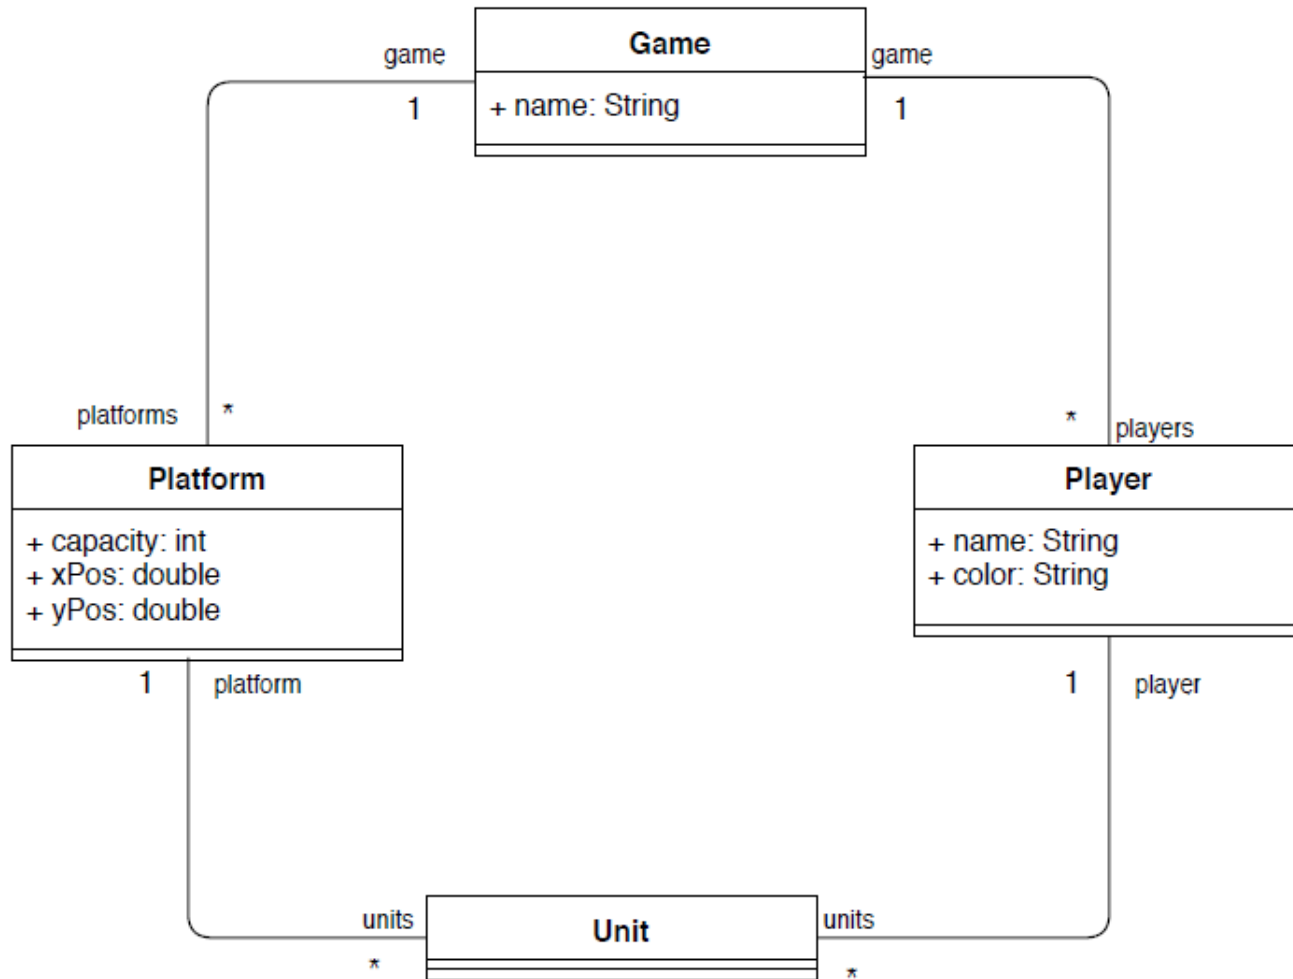 Game
game
game
1
+ name: String
1
platforms
*
*
players
Platform
Player
+ capacity: int
+ xPos: double
+ yPos: double
+ name: String
+ color: String
1
platform
1
player
units
Unit
units
*
*